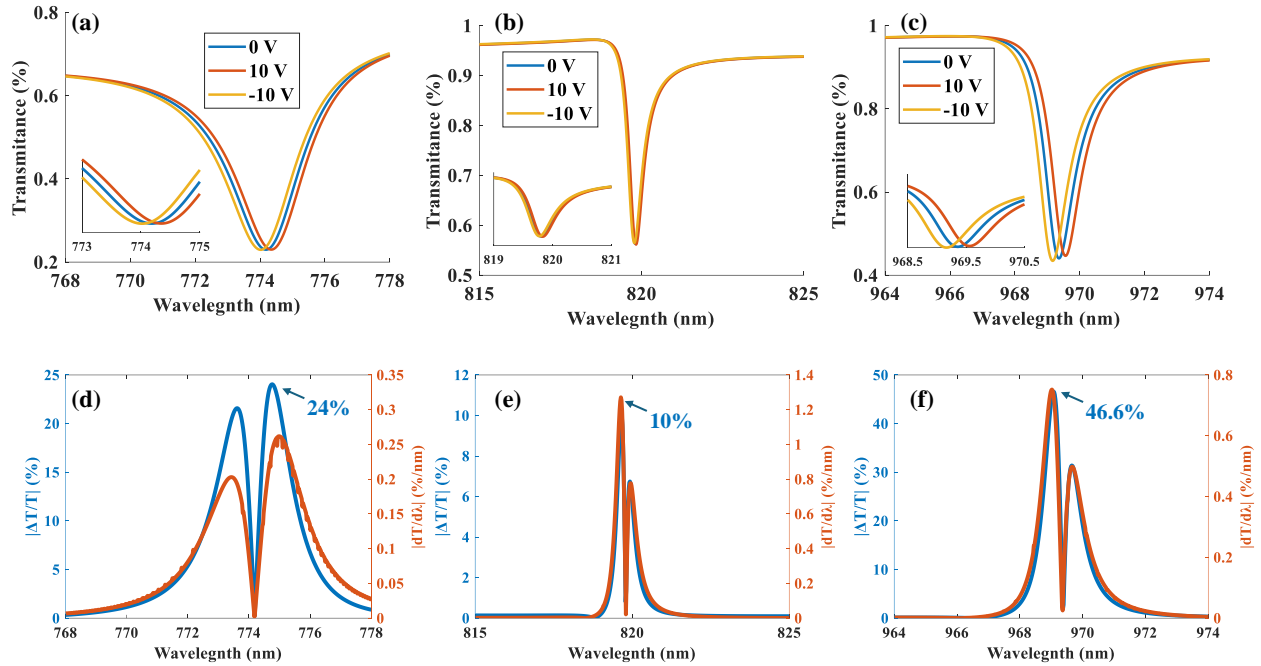 (a)
0 V
10 V
-10 V
Transmitance (%)
0.8
0.6
0.4
0.2
773 774 775
768 770 772 774 776 778
Wavelegnth (nm)
(b)
0 V
10 V
-10 V
Transmitance (%)
1
0.9
0.8
0.7
0.6
0.5
819 820 821
815 820 825
Wavelegnth (nm)
(c)
0 V
10 V
-10 V
Transmitance (%)
1
0.8
0.6
0.4
968.5 969.5 970.5
964 966 968 970 972 974
Wavelegnth (nm)
(d)
24%
|ΔT/T| (%)
25
20
15
10
5
0
|dT/dλ| (%/nm)
0.35
0.3
0.25
0.2
0.15
0.1
0.05
0
768 770 772 774 776 778
Wavelegnth (nm)
(e)
10%
|ΔT/T| (%)
12
10
8
6
4
2
0
|dT/dλ| (%/nm)
1.4
1.2
1
0.8
0.6
0.4
0.2
0
815 820 825
Wavelegnth (nm)
(f)
46.6%
|ΔT/T| (%)
50
40
30
20
10
0
|dT/dλ| (%/nm)
0.8
0.6
0.4
0.2
0
964 966 968 970 972 974
Wavelegnth (nm)